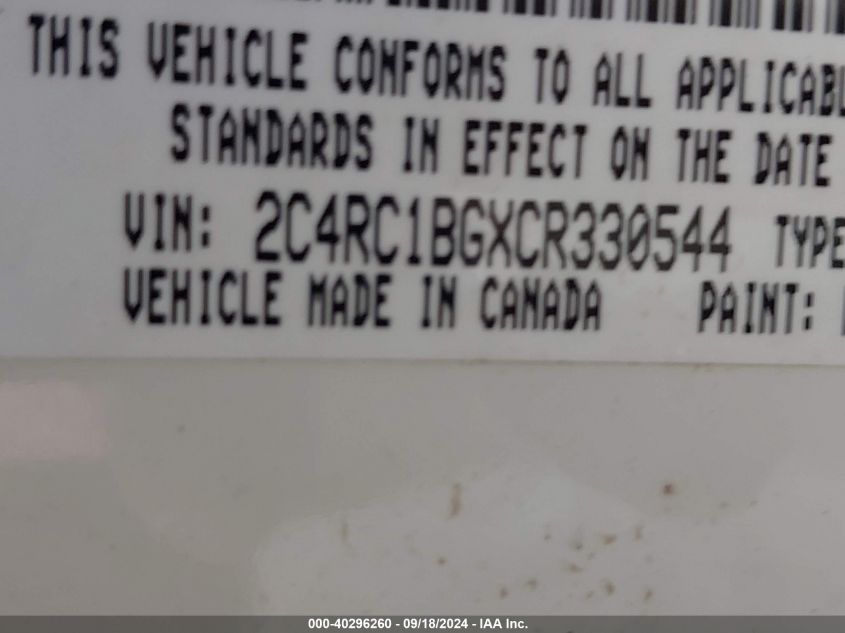 THIS VEHICLE CONFORMS TO ALL APPLICABL
STANDARDS IN EFFECT ON THE DATE
VIN: 2C4RC1BGXCR330544 TYPE
VEHICLE MADE IN CANADA PAINT:
000-40296260 - 09/18/2024 - IAA Inc.